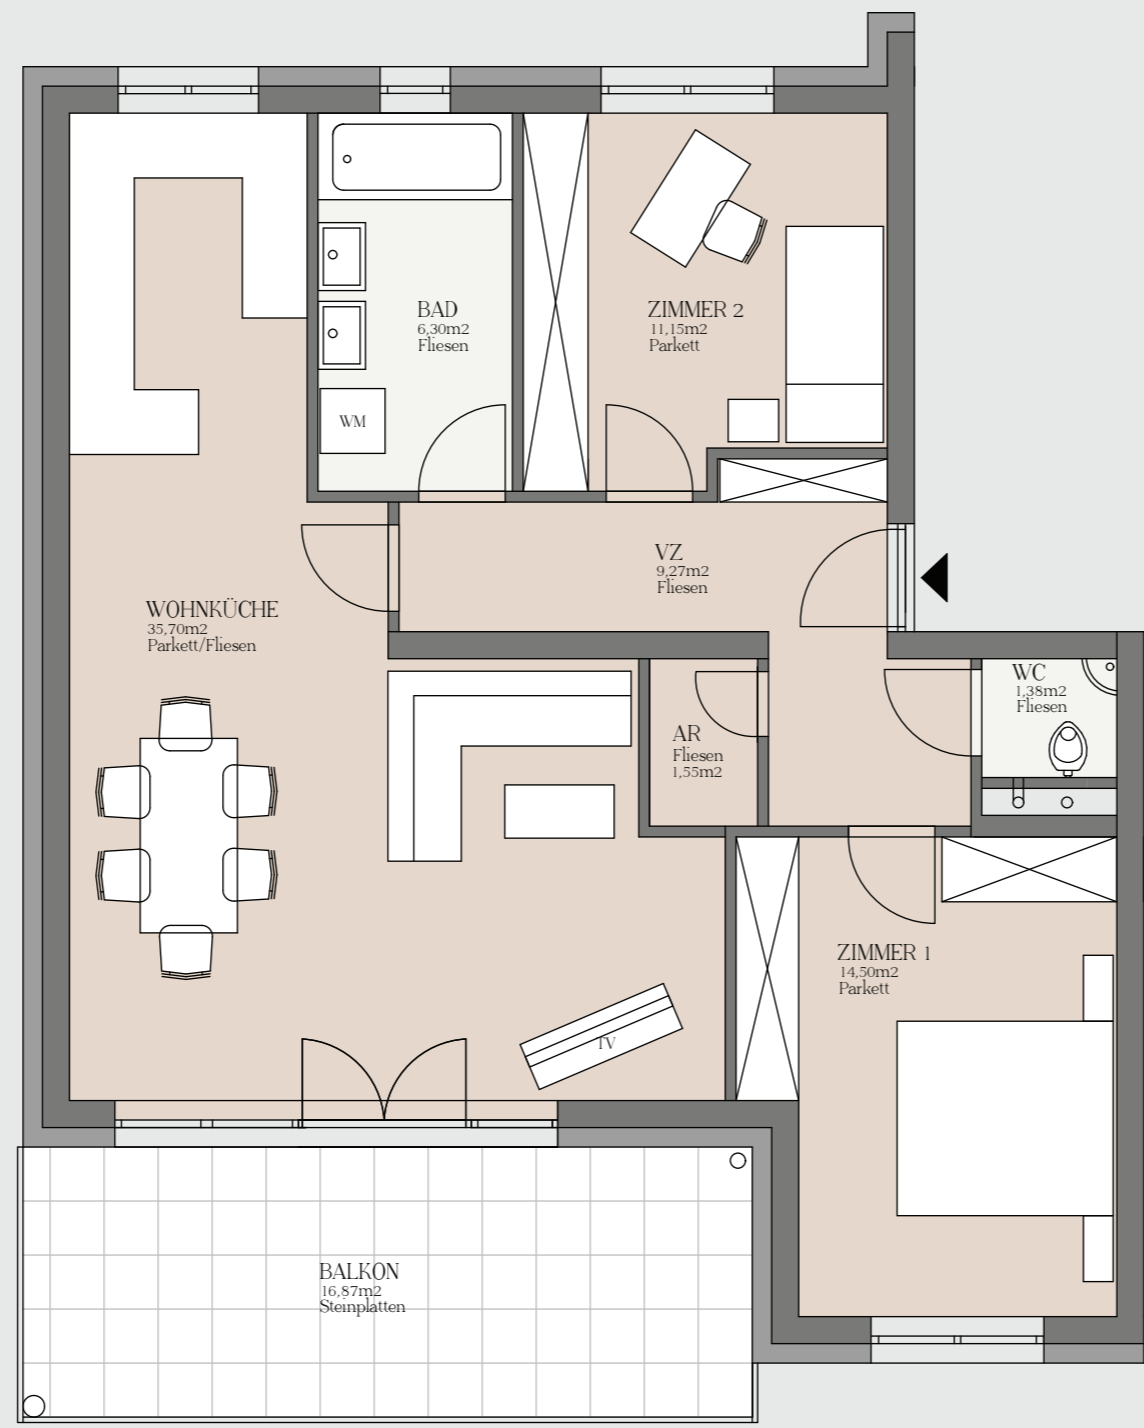 BAD
6,30m2
Fliesen
ZIMMER 2
11,15m2
Parkett
WM
VZ
9,27m2
Fliesen
WOHNKÜCHE
35,70m2
Parkett/Fliesen
WC
1,38m2
Fliesen
AR
Fliesen
1,55m2
ZIMMER 1
14,50m2
Parkett
TV
BALKON
16,87m2
Steinplatten